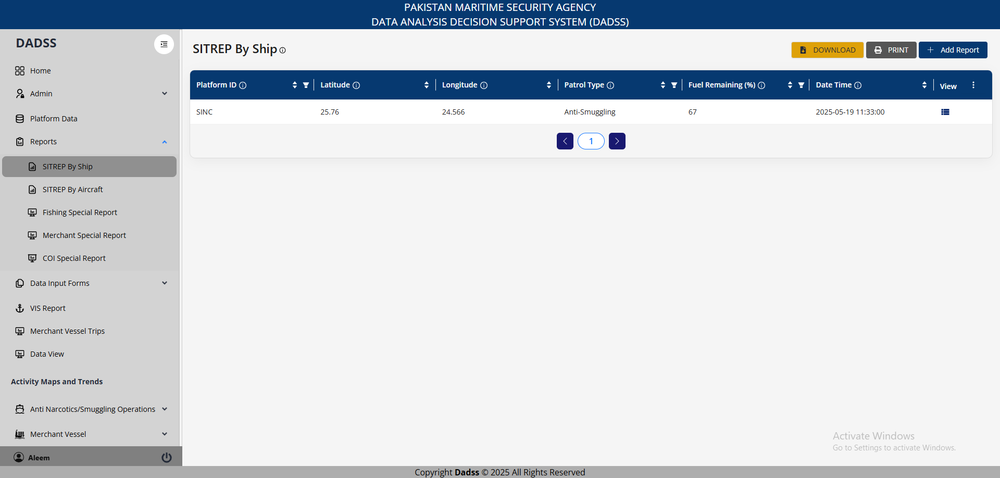 PAKISTAN MARITIME SECURITY AGENCY
DATA ANALYSIS DECISION SUPPORT SYSTEM (DADSS)
DADSS
Home
Admin
Platform Data
Reports
SITREP By Ship
SITREP By Aircraft
Fishing Special Report
Merchant Special Report
COI Special Report
Data Input Forms
VIS Report
Merchant Vessel Trips
Data View
Activity Maps and Trends
Anti Narcotics/Smuggling Operations
Merchant Vessel
Aleem
SITREP By Ship
DOWNLOAD PRINT Add Report
Platform ID Latitude Longitude Patrol Type Fuel Remaining (%) Date Time View
SINC 25.76 24.566 Anti-Smuggling 67 2025-05-19 11:33:00
1
Activate Windows
Go to Settings to activate Windows.
Copyright Dadss © 2025 All Rights Reserved